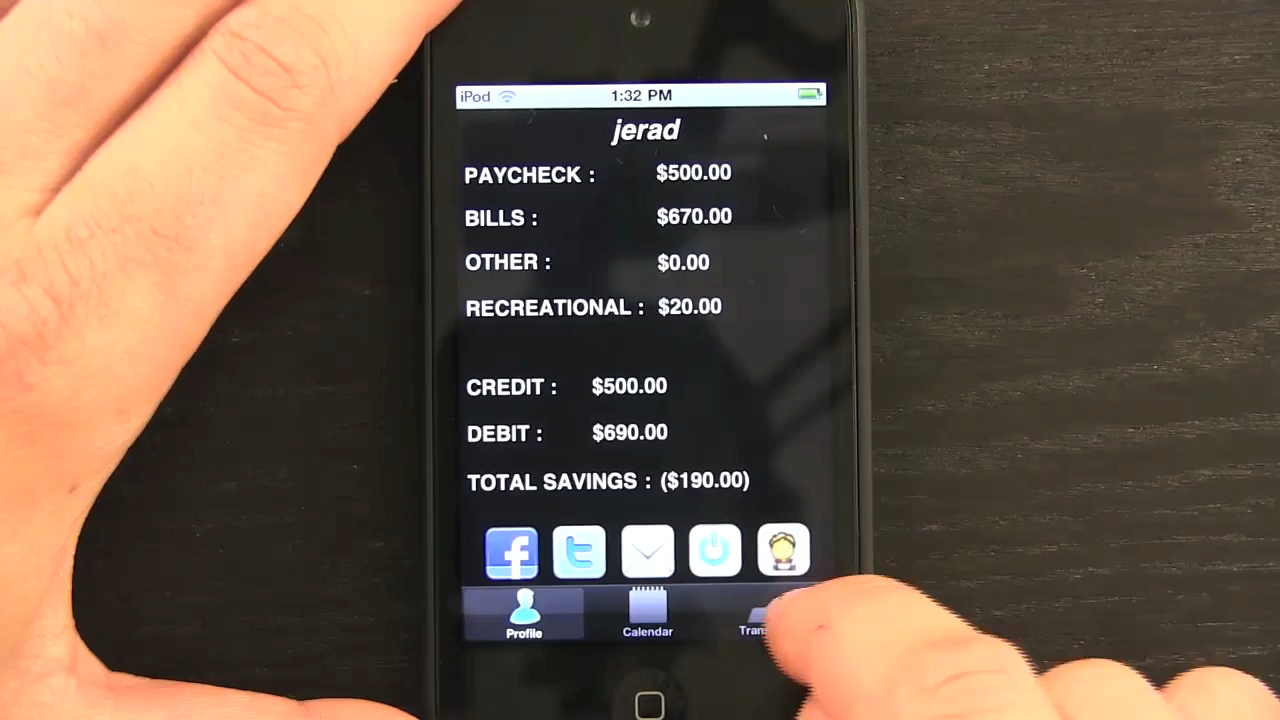 iPod 1:32 PM
jerad
PAYCHECK : $500.00
BILLS : $670.00
OTHER : $0.00
RECREATIONAL : $20.00
CREDIT : $500.00
DEBIT : $690.00
TOTAL SAVINGS : ($190.00)
Profile Calendar